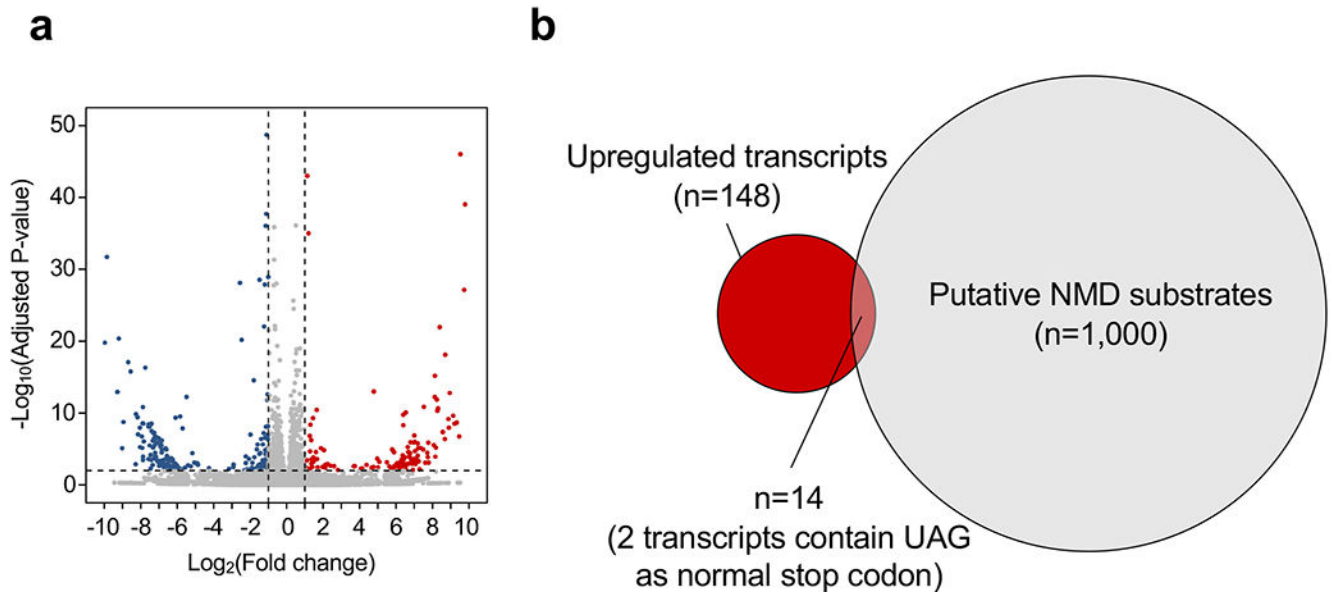 a
b
50
40
30
20
10
0
-Log₁₀(Adjusted P-value)
-10 -8 -6 -4 -2 0 2 4 6 8 10
Log₂(Fold change)
Upregulated transcripts
(n=148)
Putative NMD substrates
(n=1,000)
n=14
(2 transcripts contain UAG
as normal stop codon)